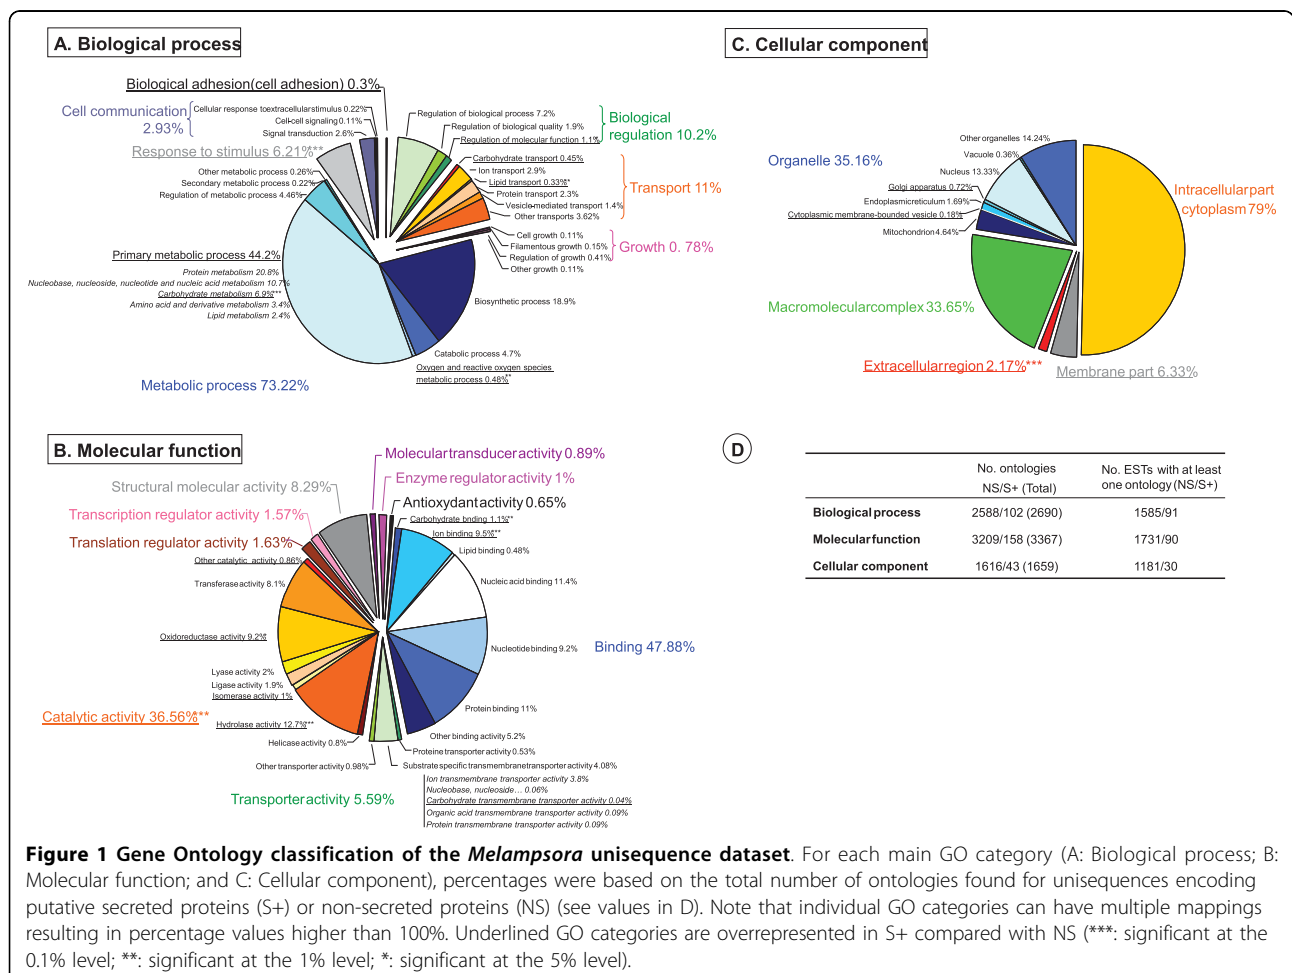 A. Biological process
Biological adhesion(cell adhesion) 0.3%
Cell communication
2.93%
Cellular response to extracellular stimulus 0.22%
Cell-cell signaling 0.11%
Signal transduction 2.6%
Response to stimulus 6.21%***
Other metabolic process 0.26%
Secondary metabolic process 0.22%
Regulation of metabolic process 4.46%
Primary metabolic process 44.2%
Protein metabolism 20.8%
Nucleobase, nucleoside, nucleotide and nucleic acid metabolism 10.7%
Carbohydrate metabolism 6.9%***
Amino acid and derivative metabolism 3.4%
Lipid metabolism 2.4%
Metabolic process 73.22%
Regulation of biological process 7.2%
Regulation of biological quality 1.9%
Regulation of molecular function 1.1%*
Biological
regulation 10.2%
Carbohydrate transport 0.45%
Ion transport 2.9%
Lipid transport 0.33%**
Protein transport 2.3%
Vesicle-mediated transport 1.4%
Other transports 3.62%
Transport 11%
Cell growth 0.11%
Filamentous growth 0.15%
Regulation of growth 0.41%
Other growth 0.11%
Growth 0. 78%
Biosynthetic process 18.9%
Catabolic process 4.7%
Oxygen and reactive oxygen species
metabolic process 0.48%**
C. Cellular component
Organelle 35.16%
Other organelles 14.24%
Vacuole 0.36%
Nucleus 13.33%
Golgi apparatus 0.72%
Endoplasmic reticulum 1.69%
Cytoplasmic membrane-bounded vesicle 0.18%
Mitochondrion 4.64%
Intracellular part
cytoplasm 79%
Macromolecular complex 33.65%
Extracellular region 2.17%***
Membrane part 6.33%
B. Molecular function
Molecular transducer activity 0.89%
Enzyme regulator activity 1%
Antioxydant activity 0.65%
Structural molecular activity 8.29%
Transcription regulator activity 1.57%
Translation regulator activity 1.63%
Other catalytic activity 0.86%
Transferase activity 8.1%
Oxidoreductase activity 9.2%*
Lyase activity 2%
Ligase activity 1.9%
Isomerase activity 1%
Catalytic activity 36.56%***
Hydrolase activity 12.7%***
Helicase activity 0.8%
Carbohydrate bnding 1.1%**
Ion binding 9.5%***
Lipid binding 0.48%
Nucleic acid binding 11.4%
Nucleotide binding 9.2%
Binding 47.88%
Protein binding 11%
Other binding activity 5.2%
Proteine transporter activity 0.53%
Other transporter activity 0.98%
Substrate specific transmembrane transporter activity 4.08%
Ion transmembrane transporter activity 3.8%
Nucleobase, nucleoside... 0.06%
Carbohydrate transmembrane transporter activity 0.04%
Organic acid transmembrane transporter activity 0.09%
Protein transmembrane transporter activity 0.09%
Transporter activity 5.59%
D
No. ontologies No. ESTs with at least
NS/S+ (Total) one ontology (NS/S+)
Biological process 2588/102 (2690) 1585/91
Molecular function 3209/158 (3367) 1731/90
Cellular component 1616/43 (1659) 1181/30
Figure 1 Gene Ontology classification of the Melampsora unisequence dataset. For each main GO category (A: Biological process; B:
Molecular function; and C: Cellular component), percentages were based on the total number of ontologies found for unisequences encoding
putative secreted proteins (S+) or non-secreted proteins (NS) (see values in D). Note that individual GO categories can have multiple mappings
resulting in percentage values higher than 100%. Underlined GO categories are overrepresented in S+ compared with NS (***: significant at the
0.1% level; **: significant at the 1% level; *: significant at the 5% level).